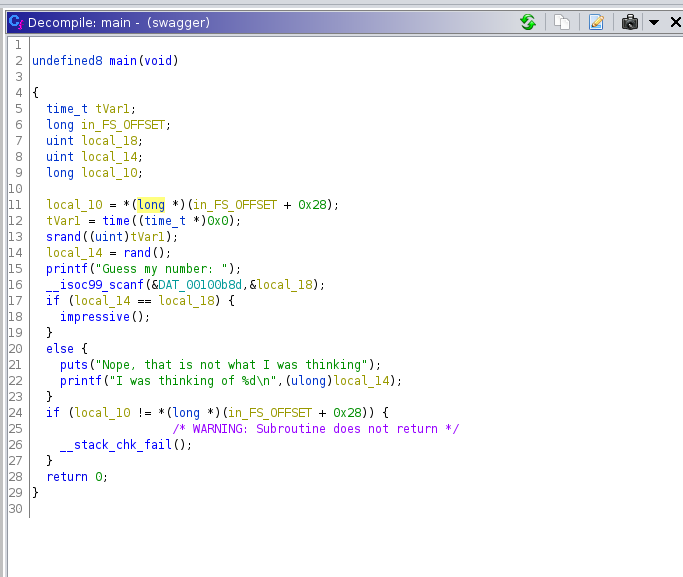 Decompile: main - (swagger)
1
2 undefined8 main(void)
3
4 {
5 time_t tVar1;
6 long in_FS_OFFSET;
7 uint local_18;
8 uint local_14;
9 long local_10;
10
11 local_10 = *(long *)(in_FS_OFFSET + 0x28);
12 tVar1 = time((time_t *)0x0);
13 srand((uint)tVar1);
14 local_14 = rand();
15 printf("Guess my number: ");
16 __isoc99_scanf(&DAT_00100b8d,&local_18);
17 if (local_14 == local_18) {
18 impressive();
19 }
20 else {
21 puts("Nope, that is not what I was thinking");
22 printf("I was thinking of %d\n",(ulong)local_14);
23 }
24 if (local_10 != *(long *)(in_FS_OFFSET + 0x28)) {
25 /* WARNING: Subroutine does not return */
26 __stack_chk_fail();
27 }
28 return 0;
29 }
30